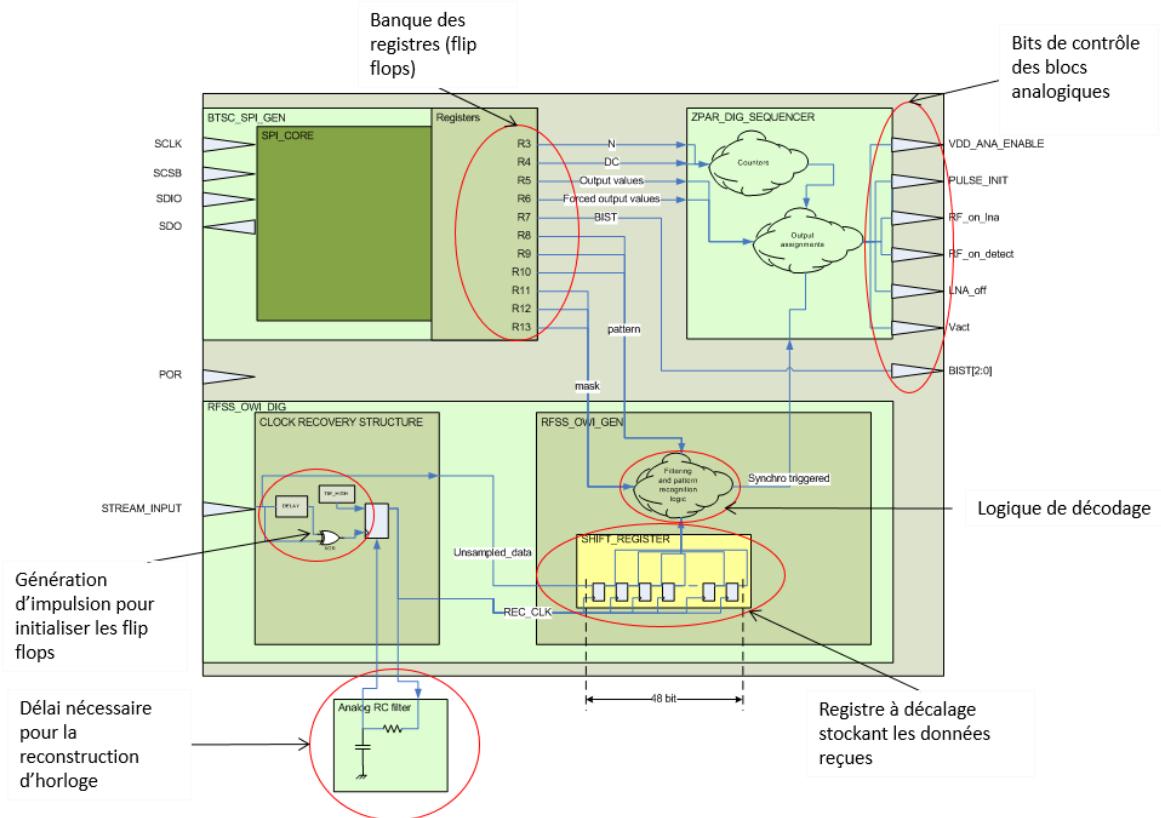 Banque des
registres (flip
flops)
Bits de contrôle
des blocs
analogiques
BTSC_SPI_GEN
SPI_CORE
Registers
ZPAR_DIG_SEQUENCER
SCLK
SCSB
SDIO
SDO
R3
R4
R5
R6
R7
R8
R9
R10
R11
R12
R13
N
DC
Output values
Forced output values
BIST
pattern
mask
Counters
Output
assignments
VDD_ANA_ENABLE
PULSE_INIT
RF_on_lna
RF_on_detect
LNA_off
Vact
BIST[2:0]
POR
RFSS_OWI_DIG
CLOCK RECOVERY STRUCTURE
RFSS_OWI_GEN
STREAM_INPUT
DELAY
TIE_HIGH
XOR
Filtering
and pattern
recognition
logic
Synchro triggered
Logique de décodage
Unsampled_data
SHIFT_REGISTER
REC_CLK
Génération
d'impulsion pour
initialiser les flip
flops
48 bit
Délai nécessaire
pour la
reconstruction
d'horloge
Analog RC filter
Registre à décalage
stockant les données
reçues